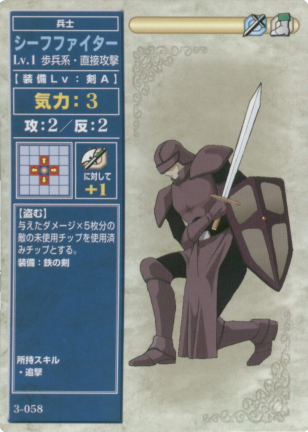 兵士
シーフファイター
Lv.1 歩兵系・直接攻撃
【装備Lv：剣A】
気力：3
攻：2／反：2
に対して
+1
【盗む】
与えたダメージ×5枚分の
敵の未使用チップを使用済
みチップとする。
装備：鉄の剣
所持スキル
・追撃
3-058